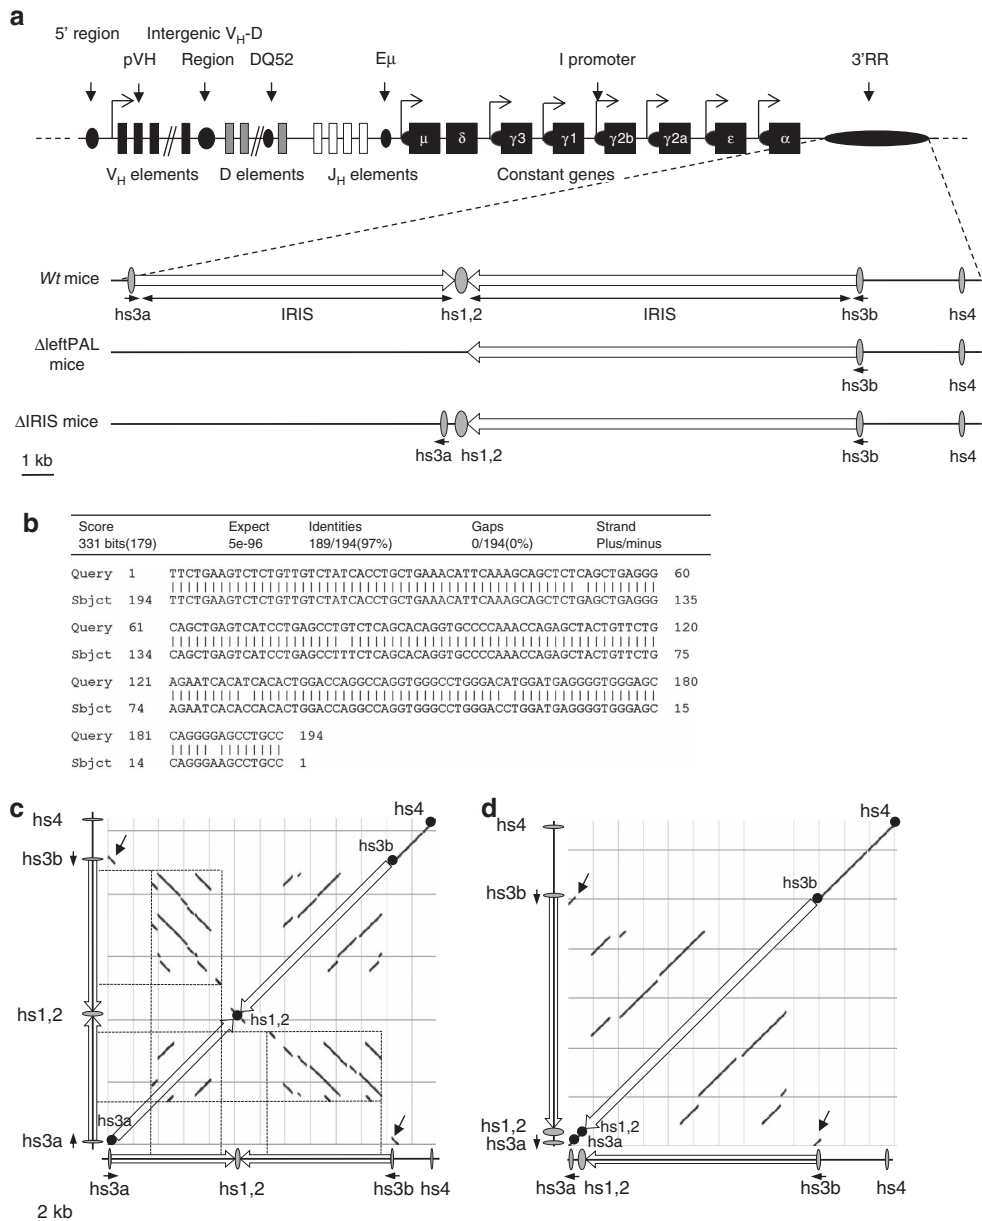 a
5' region
Intergenic VH-D
pVH
Region
DQ52
Eμ
I promoter
3'RR
μ
δ
γ3
γ1
γ2b
γ2a
ε
α
VH elements
D elements
JH elements
Constant genes
Wt mice
hs3a
IRIS
hs1,2
IRIS
hs3b
hs4
ΔleftPAL
mice
hs3b
hs4
ΔIRIS mice
hs3a
hs1,2
hs3b
hs4
1 kb
b
Score Expect Identities Gaps Strand
331 bits(179) 5e-96 189/194(97%) 0/194(0%) Plus/minus
Query 1 TTCTGAAGTCTCTGTTGTCTATCACCTGCTGAAACATTCAAAGCAGCTCTCAGCTGAGGG 60
Sbjct 194 TTCTGAAGTCTCTGTTGTCTATCACCTGCTGAAACATTCAAAGCAGCTCTGAGCTGAGGG 135
Query 61 CAGCTGAGTCATCCTGAGCCTGTCTCAGCACAGGTGCCCCAAACCAGAGCTACTGTTCTG 120
Sbjct 134 CAGCTGAGTCATCCTGAGCCTTTCTCAGCACAGGTGCCCCAAACCAGAGCTACTGTTCTG 75
Query 121 AGAATCACATCACACTGGACCAGGCCAGGTGGGCCTGGGACATGGATGAGGGGTGGGAGC 180
Sbjct 74 AGAATCACACCACACTGGACCAGGCCAGGTGGGCCTGGGACCTGGATGAGGGGTGGGAGC 15
Query 181 CAGGGGAGCCTGCC 194
Sbjct 14 CAGGGAAGCCTGCC 1
c
hs4
hs3b
hs1,2
hs3a
hs4
hs3b
hs1,2
hs3a
hs3a
hs1,2
hs3b
hs4
2 kb
d
hs4
hs3b
hs1,2
hs3a
hs4
hs3b
hs1,2
hs3a
hs3a
hs1,2
hs3b
hs4